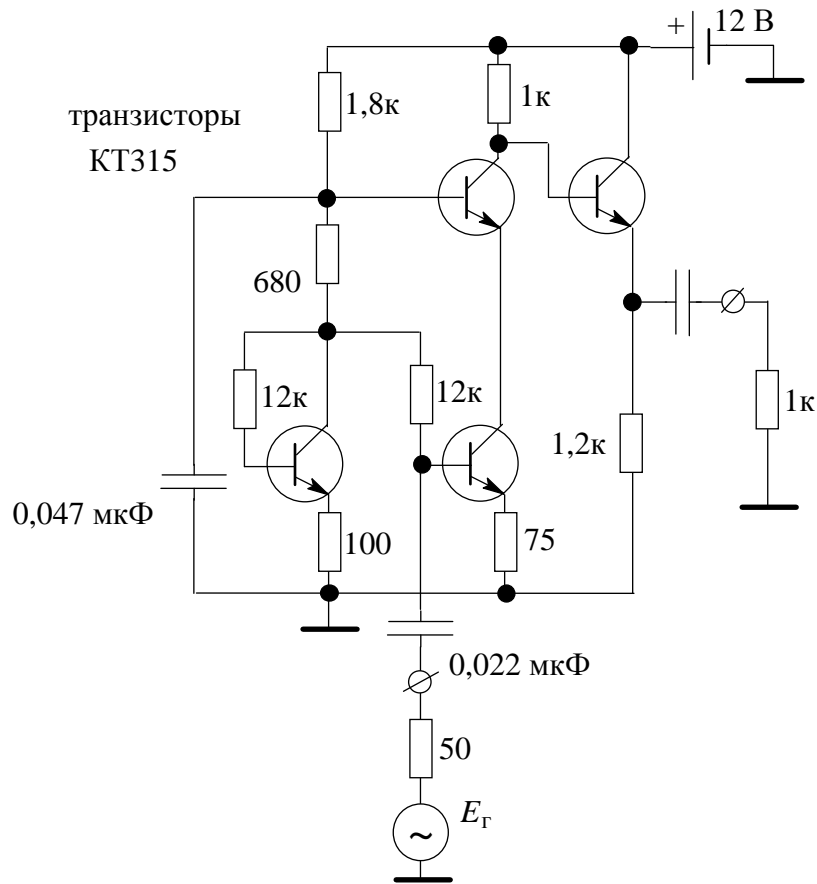 +
12 В
1,8к
1к
транзисторы
КТ315
680
12к
12к
1к
1,2к
0,047 мкФ
100
75
0,022 мкФ
50
Eг
~